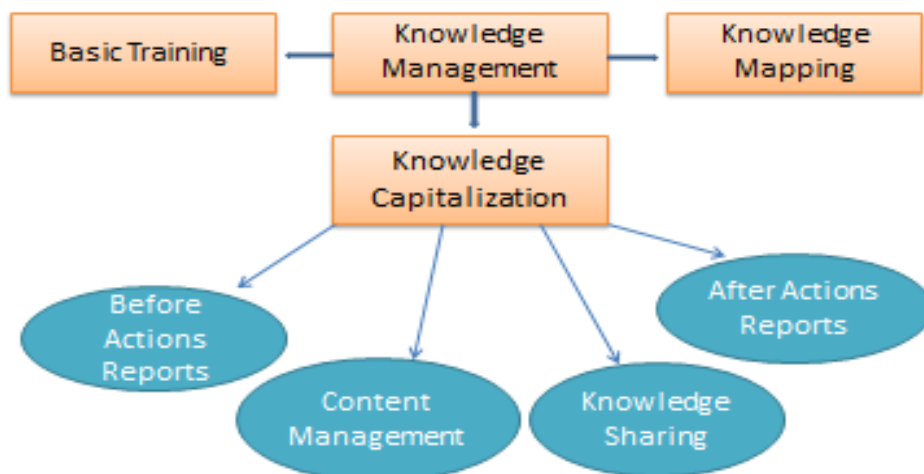 Basic Training
Knowledge
Management
Knowledge
Mapping
Knowledge
Capitalization
Before
Actions
Reports
Content
Management
Knowledge
Sharing
After Actions
Reports